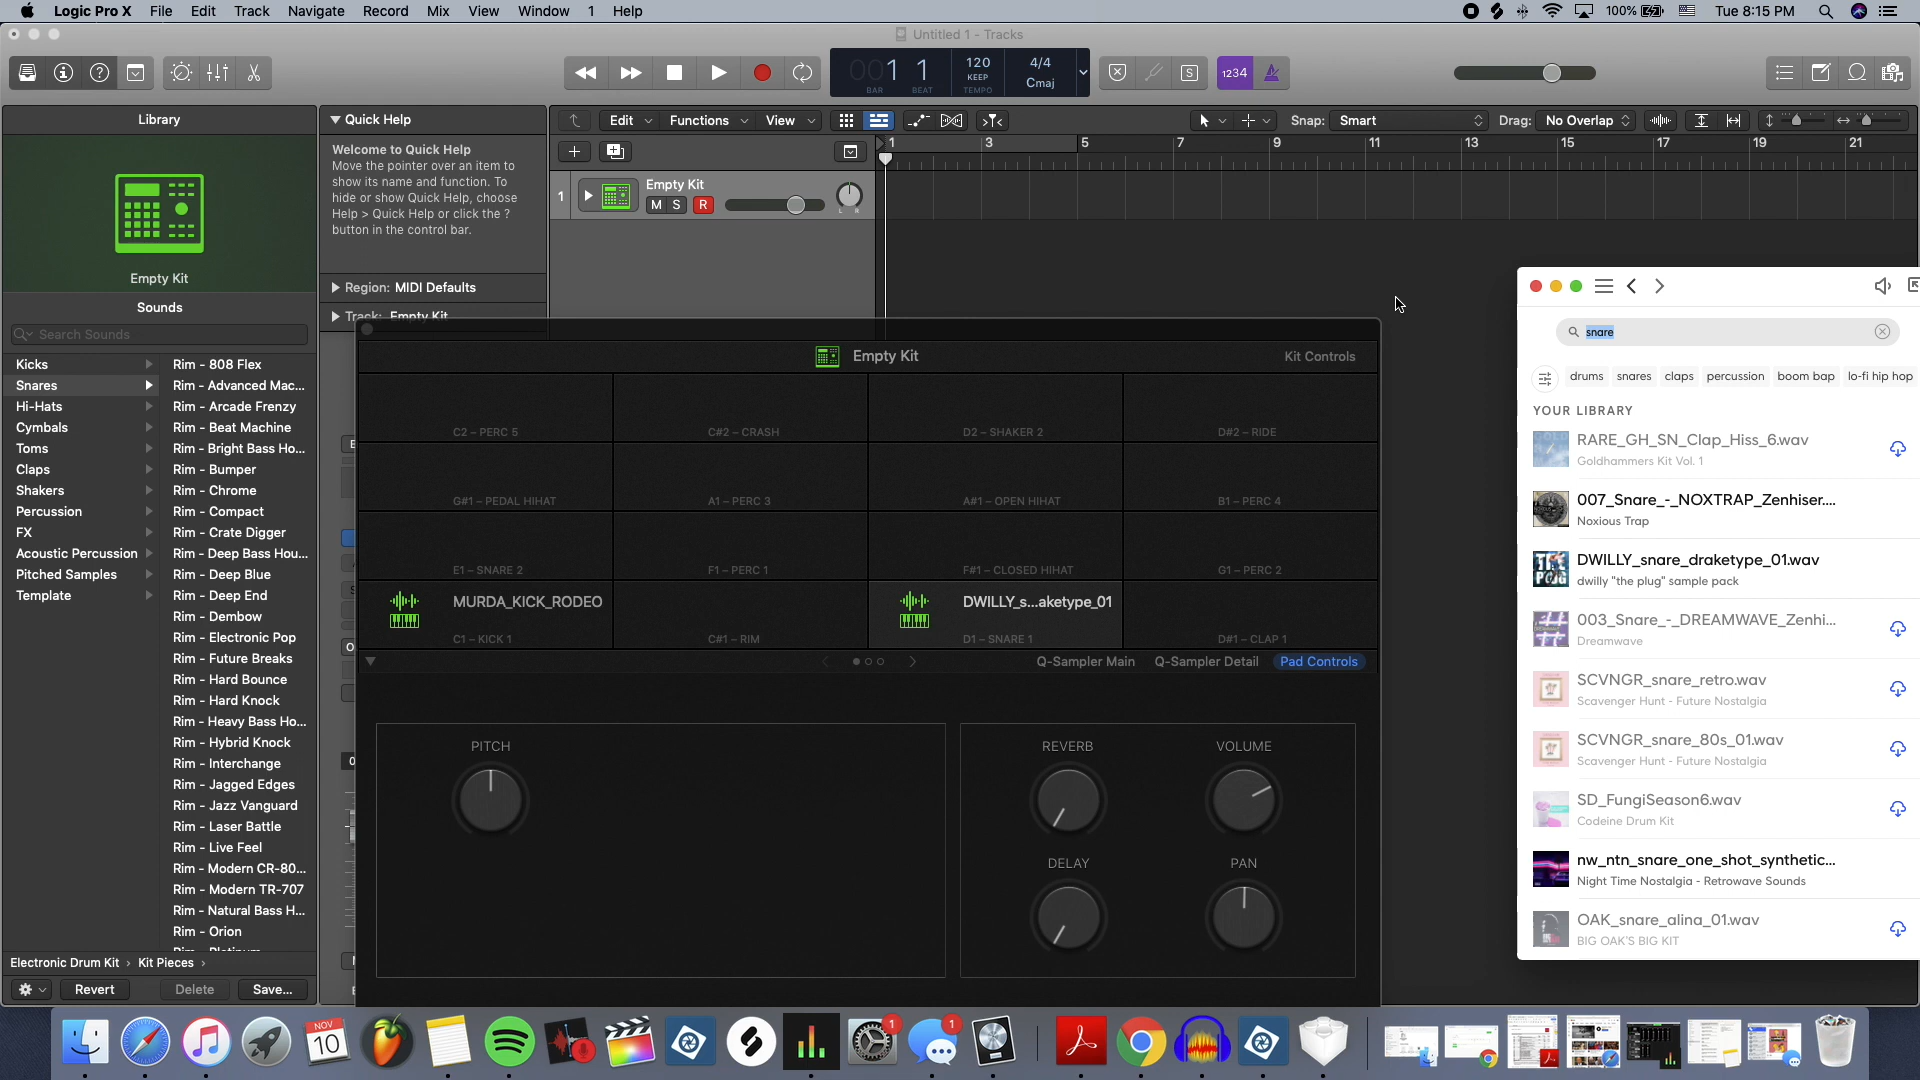 Logic Pro X File Edit Track Navigate Record Mix View Window 1 Help
100% Tue 8:15 PM
Untitled 1 - Tracks
001 1 120 4/4
KEEP Cmaj
BAR BEAT TEMPO
1234
Library
Empty Kit
Sounds
Search Sounds
Kicks
Snares
Hi-Hats
Cymbals
Toms
Claps
Shakers
Percussion
FX
Acoustic Percussion
Pitched Samples
Template
Rim - 808 Flex
Rim - Advanced Mac...
Rim - Arcade Frenzy
Rim - Beat Machine
Rim - Bright Bass Ho...
Rim - Bumper
Rim - Chrome
Rim - Compact
Rim - Crate Digger
Rim - Deep Bass Hou...
Rim - Deep Blue
Rim - Deep End
Rim - Dembow
Rim - Electronic Pop
Rim - Future Breaks
Rim - Hard Bounce
Rim - Hard Knock
Rim - Heavy Bass Ho...
Rim - Hybrid Knock
Rim - Interchange
Rim - Jagged Edges
Rim - Jazz Vanguard
Rim - Laser Battle
Rim - Live Feel
Rim - Modern CR-80...
Rim - Modern TR-707
Rim - Natural Bass H...
Rim - Orion
Electronic Drum Kit › Kit Pieces ›
Revert Delete Save...
Quick Help
Welcome to Quick Help
Move the pointer over an item to
show its name and function. To
hide or show Quick Help, choose
Help > Quick Help or click the ?
button in the control bar.
Region: MIDI Defaults
Track: Empty Kit
Edit Functions View
Snap: Smart Drag: No Overlap
1 3 5 7 9 11 13 15 17 19 21
1 Empty Kit
M S R
L R
Empty Kit
Kit Controls
C2 – PERC 5 C#2 – CRASH D2 – SHAKER 2 D#2 – RIDE
G#1 – PEDAL HIHAT A1 – PERC 3 A#1 – OPEN HIHAT B1 – PERC 4
E1 – SNARE 2 F1 – PERC 1 F#1 – CLOSED HIHAT G1 – PERC 2
MURDA_KICK_RODEO DWILLY_s...aketype_01
C1 – KICK 1 C#1 – RIM D1 – SNARE 1 D#1 – CLAP 1
Q-Sampler Main Q-Sampler Detail Pad Controls
PITCH REVERB VOLUME
DELAY PAN
snare
drums snares claps percussion boom bap lo-fi hip hop
YOUR LIBRARY
RARE_GH_SN_Clap_Hiss_6.wav
Goldhammers Kit Vol. 1
007_Snare_-_NOXTRAP_Zenhiser....
Noxious Trap
DWILLY_snare_draketype_01.wav
dwilly "the plug" sample pack
003_Snare_-_DREAMWAVE_Zenhi...
Dreamwave
SCVNGR_snare_retro.wav
Scavenger Hunt - Future Nostalgia
SCVNGR_snare_80s_01.wav
Scavenger Hunt - Future Nostalgia
SD_FungiSeason6.wav
Codeine Drum Kit
nw_ntn_snare_one_shot_synthetic...
Night Time Nostalgia - Retrowave Sounds
OAK_snare_alina_01.wav
BIG OAK'S BIG KIT
NOV
10
1
1